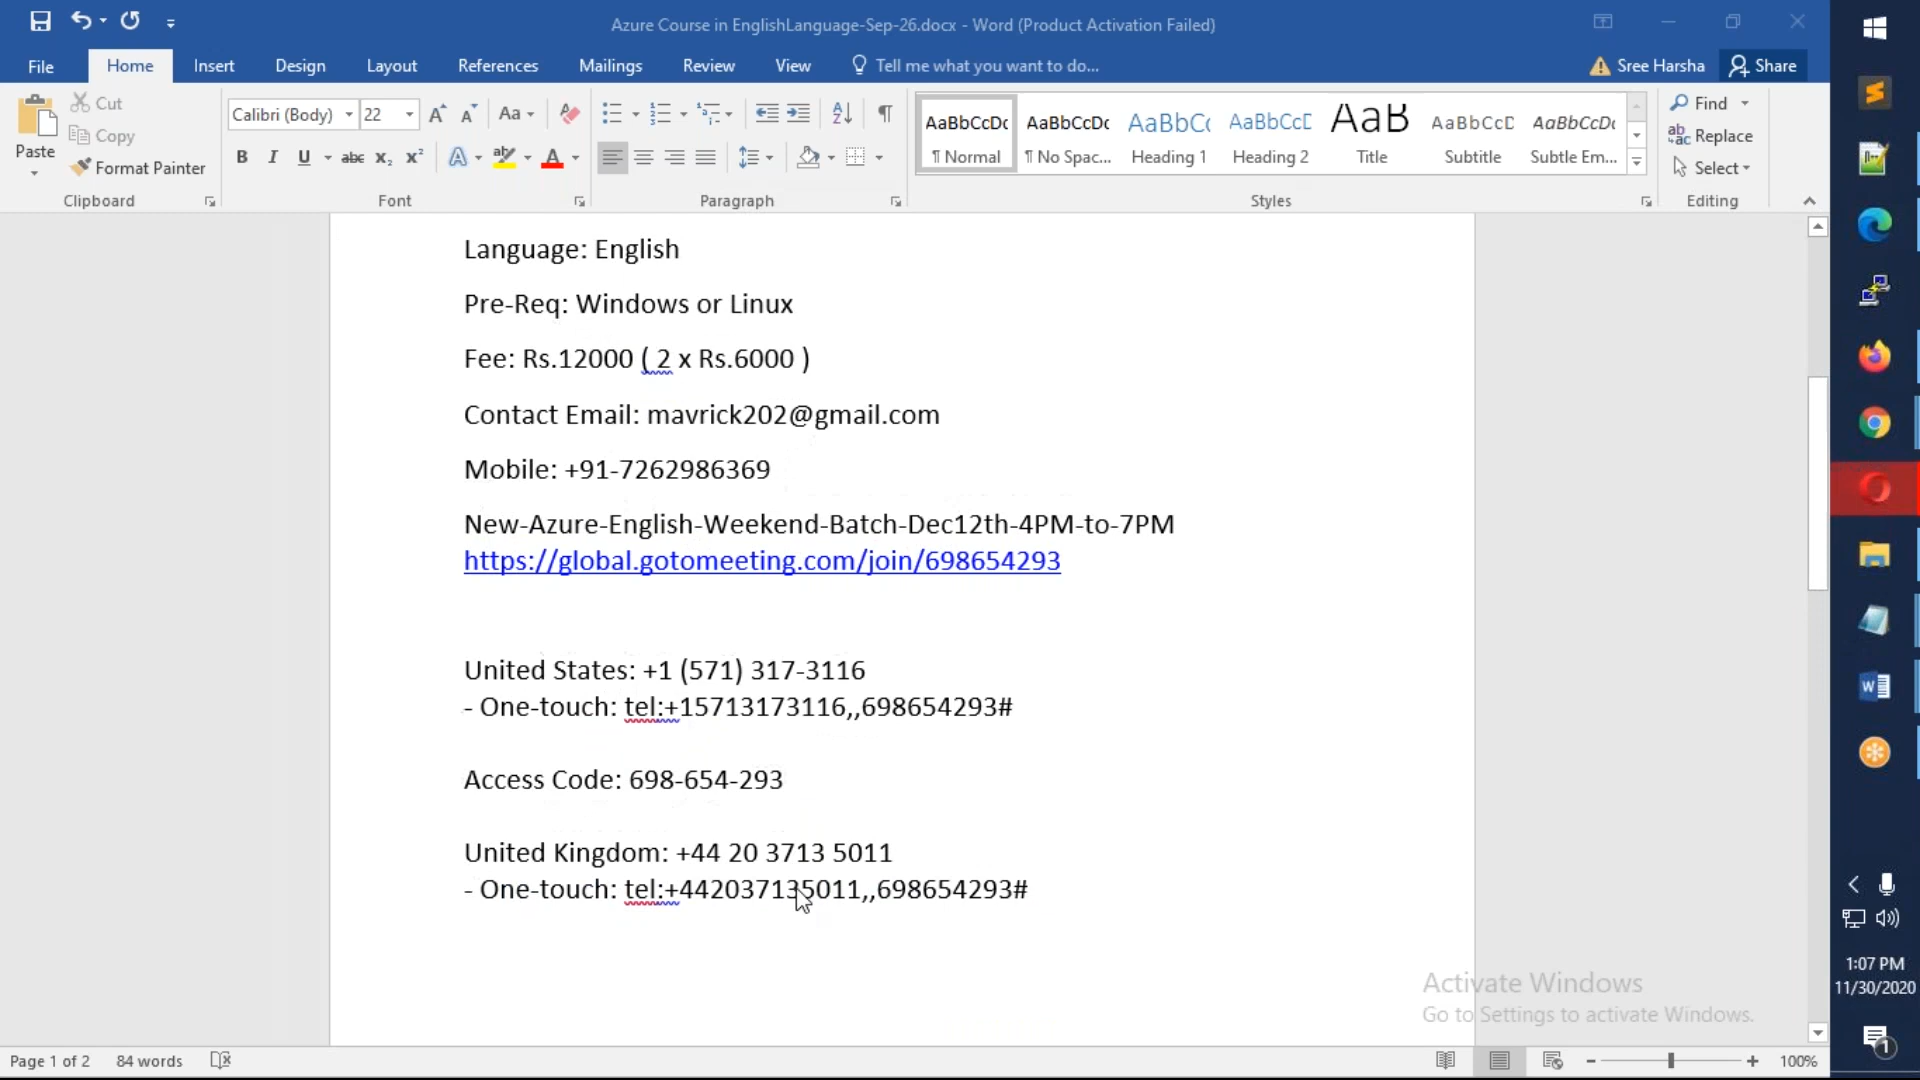 Azure Course in EnglishLanguage-Sep-26.docx - Word (Product Activation Failed)
File Home Insert Design Layout References Mailings Review View Tell me what you want to do... Sree Harsha Share
Paste
Cut
Copy
Format Painter
Clipboard
Calibri (Body) 22
Font
Paragraph
AaBbCcDc AaBbCcDc AaBbC AaBbCcD AaB AaBbCcD AaBbCcDc
¶ Normal ¶ No Spac... Heading 1 Heading 2 Title Subtitle Subtle Em...
Styles
Find
Replace
Select
Editing
Language: English
Pre-Req: Windows or Linux
Fee: Rs.12000 ( 2 x Rs.6000 )
Contact Email: mavrick202@gmail.com
Mobile: +91-7262986369
New-Azure-English-Weekend-Batch-Dec12th-4PM-to-7PM
https://global.gotomeeting.com/join/698654293
United States: +1 (571) 317-3116
- One-touch: tel:+15713173116,,698654293#
Access Code: 698-654-293
United Kingdom: +44 20 3713 5011
- One-touch: tel:+442037135011,,698654293#
Activate Windows
Go to Settings to activate Windows.
Page 1 of 2 84 words 100%
1:07 PM
11/30/2020
1